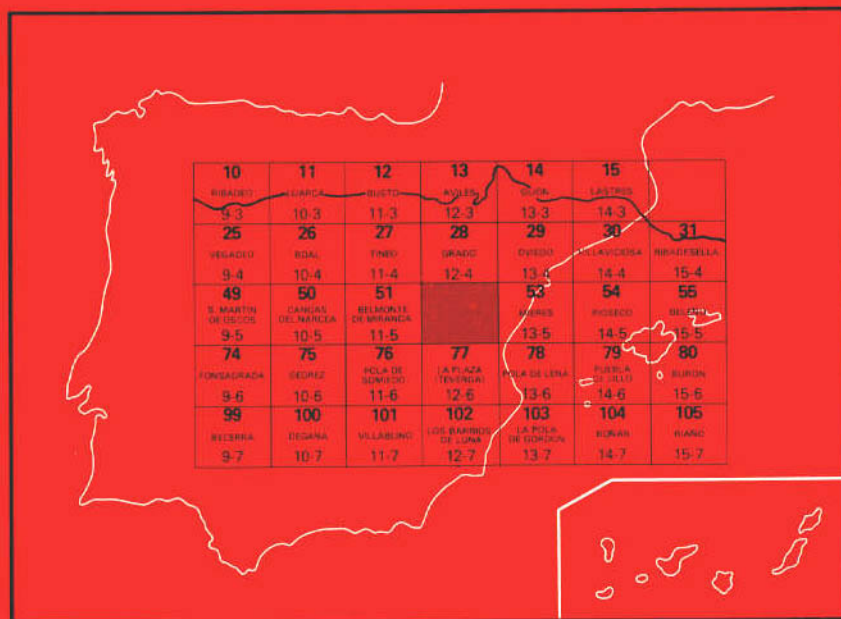 10 11 12 13 14 15
RIBADEO LUARCA BUSTO AVILES GIJON LASTRES
9-3 10-3 11-3 12-3 13-3 14-3
25 26 27 28 29 30 31
VEGADEO BOAL TINEO GRADO OVIEDO VILLAVICIOSA RIBADESELLA
9-4 10-4 11-4 12-4 13-4 14-4 15-4
49 50 51 53 54 55
S. MARTIN CANGAS BELMONTE MIERES RIOSECO BELEÑO
DE OSCOS DEL NARCEA DE MIRANDA
9-5 10-5 11-5 13-5 14-5 15-5
74 75 76 77 78 79 80
FONSAGRADA GEDREZ POLA DE LA PLAZA POLA DE LENA PUEBLA BURON
SOMIEDO (TEVERGA) DE LILLO
9-6 10-6 11-6 12-6 13-6 14-6 15-6
99 100 101 102 103 104 105
BECERREA DEGAÑA VILLABLINO LOS BARRIOS LA POLA BOÑAR RIAÑO
DE LUNA DE GORDON
9-7 10-7 11-7 12-7 13-7 14-7 15-7